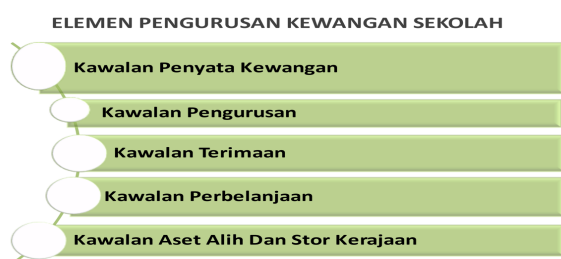 ELEMEN PENGURUSAN KEWANGAN SEKOLAH
Kawalan Penyata Kewangan
Kawalan Pengurusan
Kawalan Terimaan
Kawalan Perbelanjaan
Kawalan Aset Alih Dan Stor Kerajaan